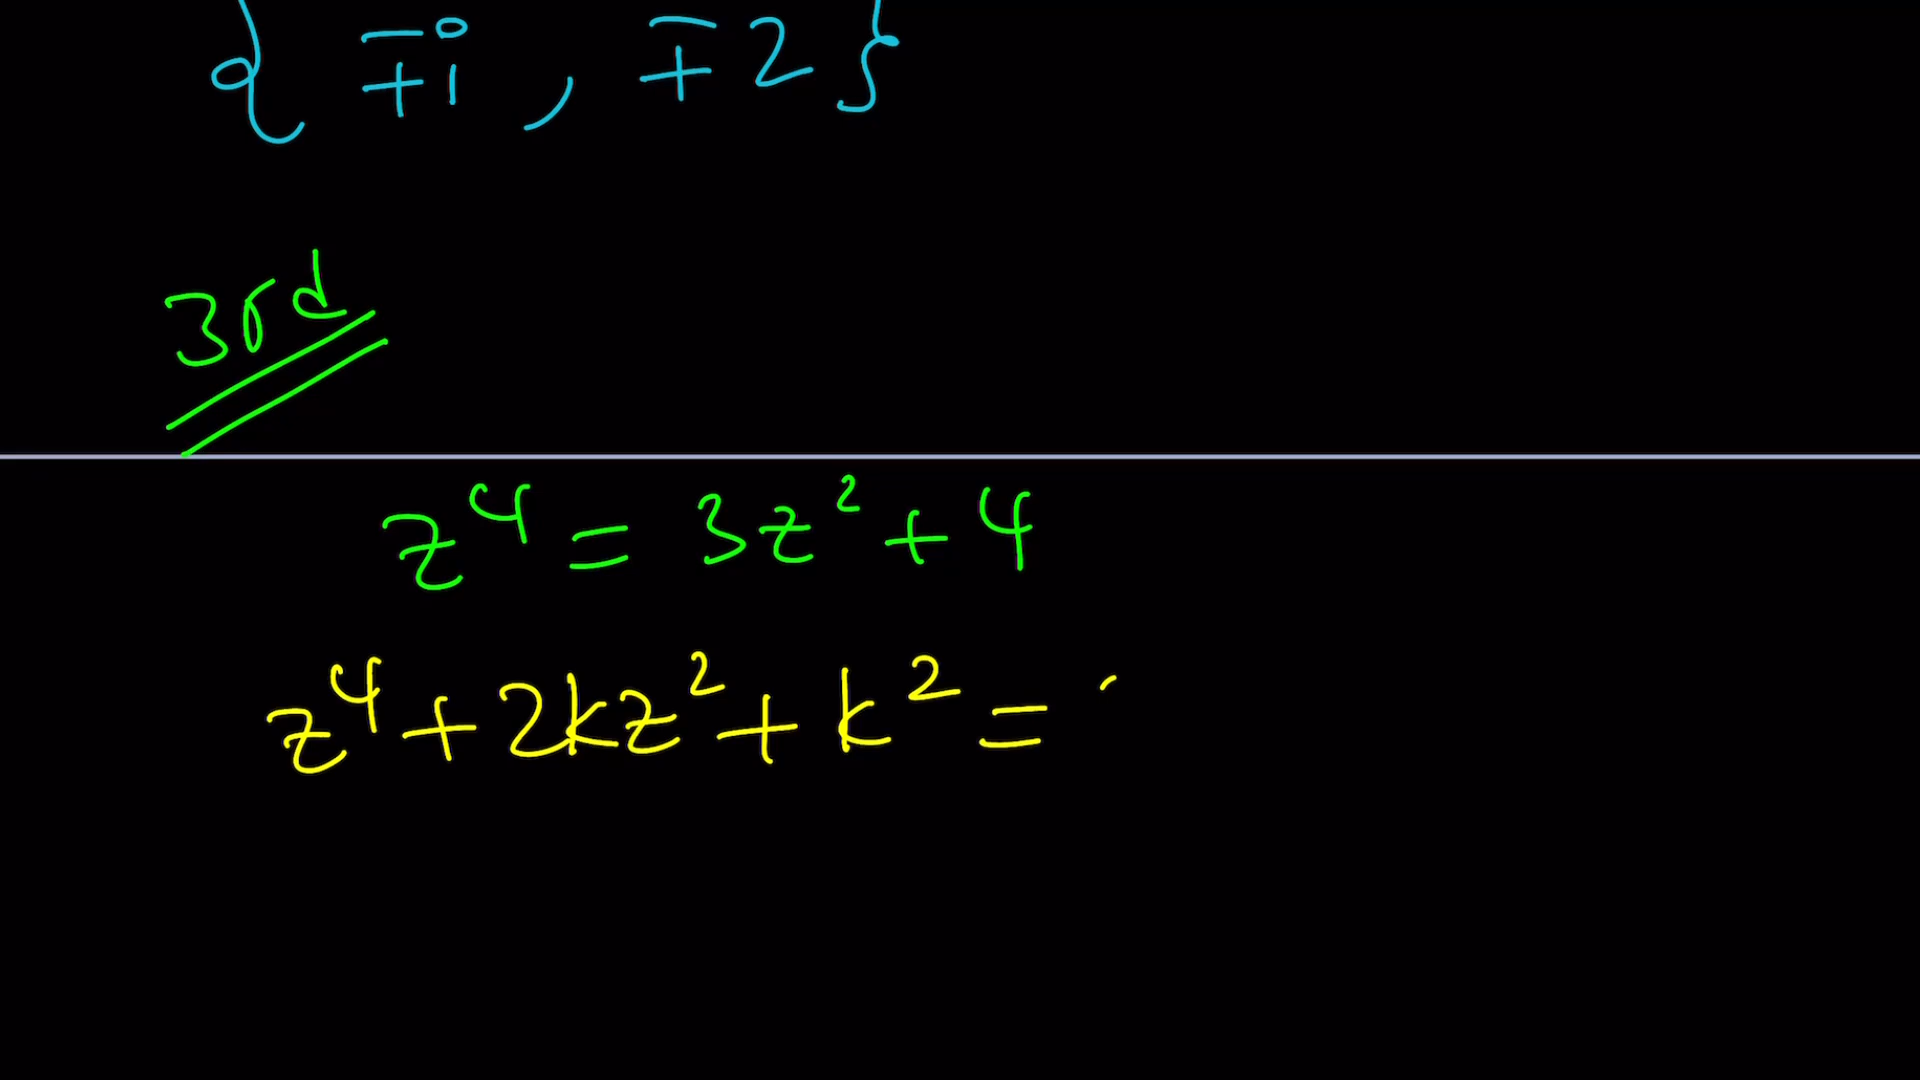 { ∓i , ∓2 }
3rd
z⁴ = 3z² + 4
z⁴ + 2kz² + k² =